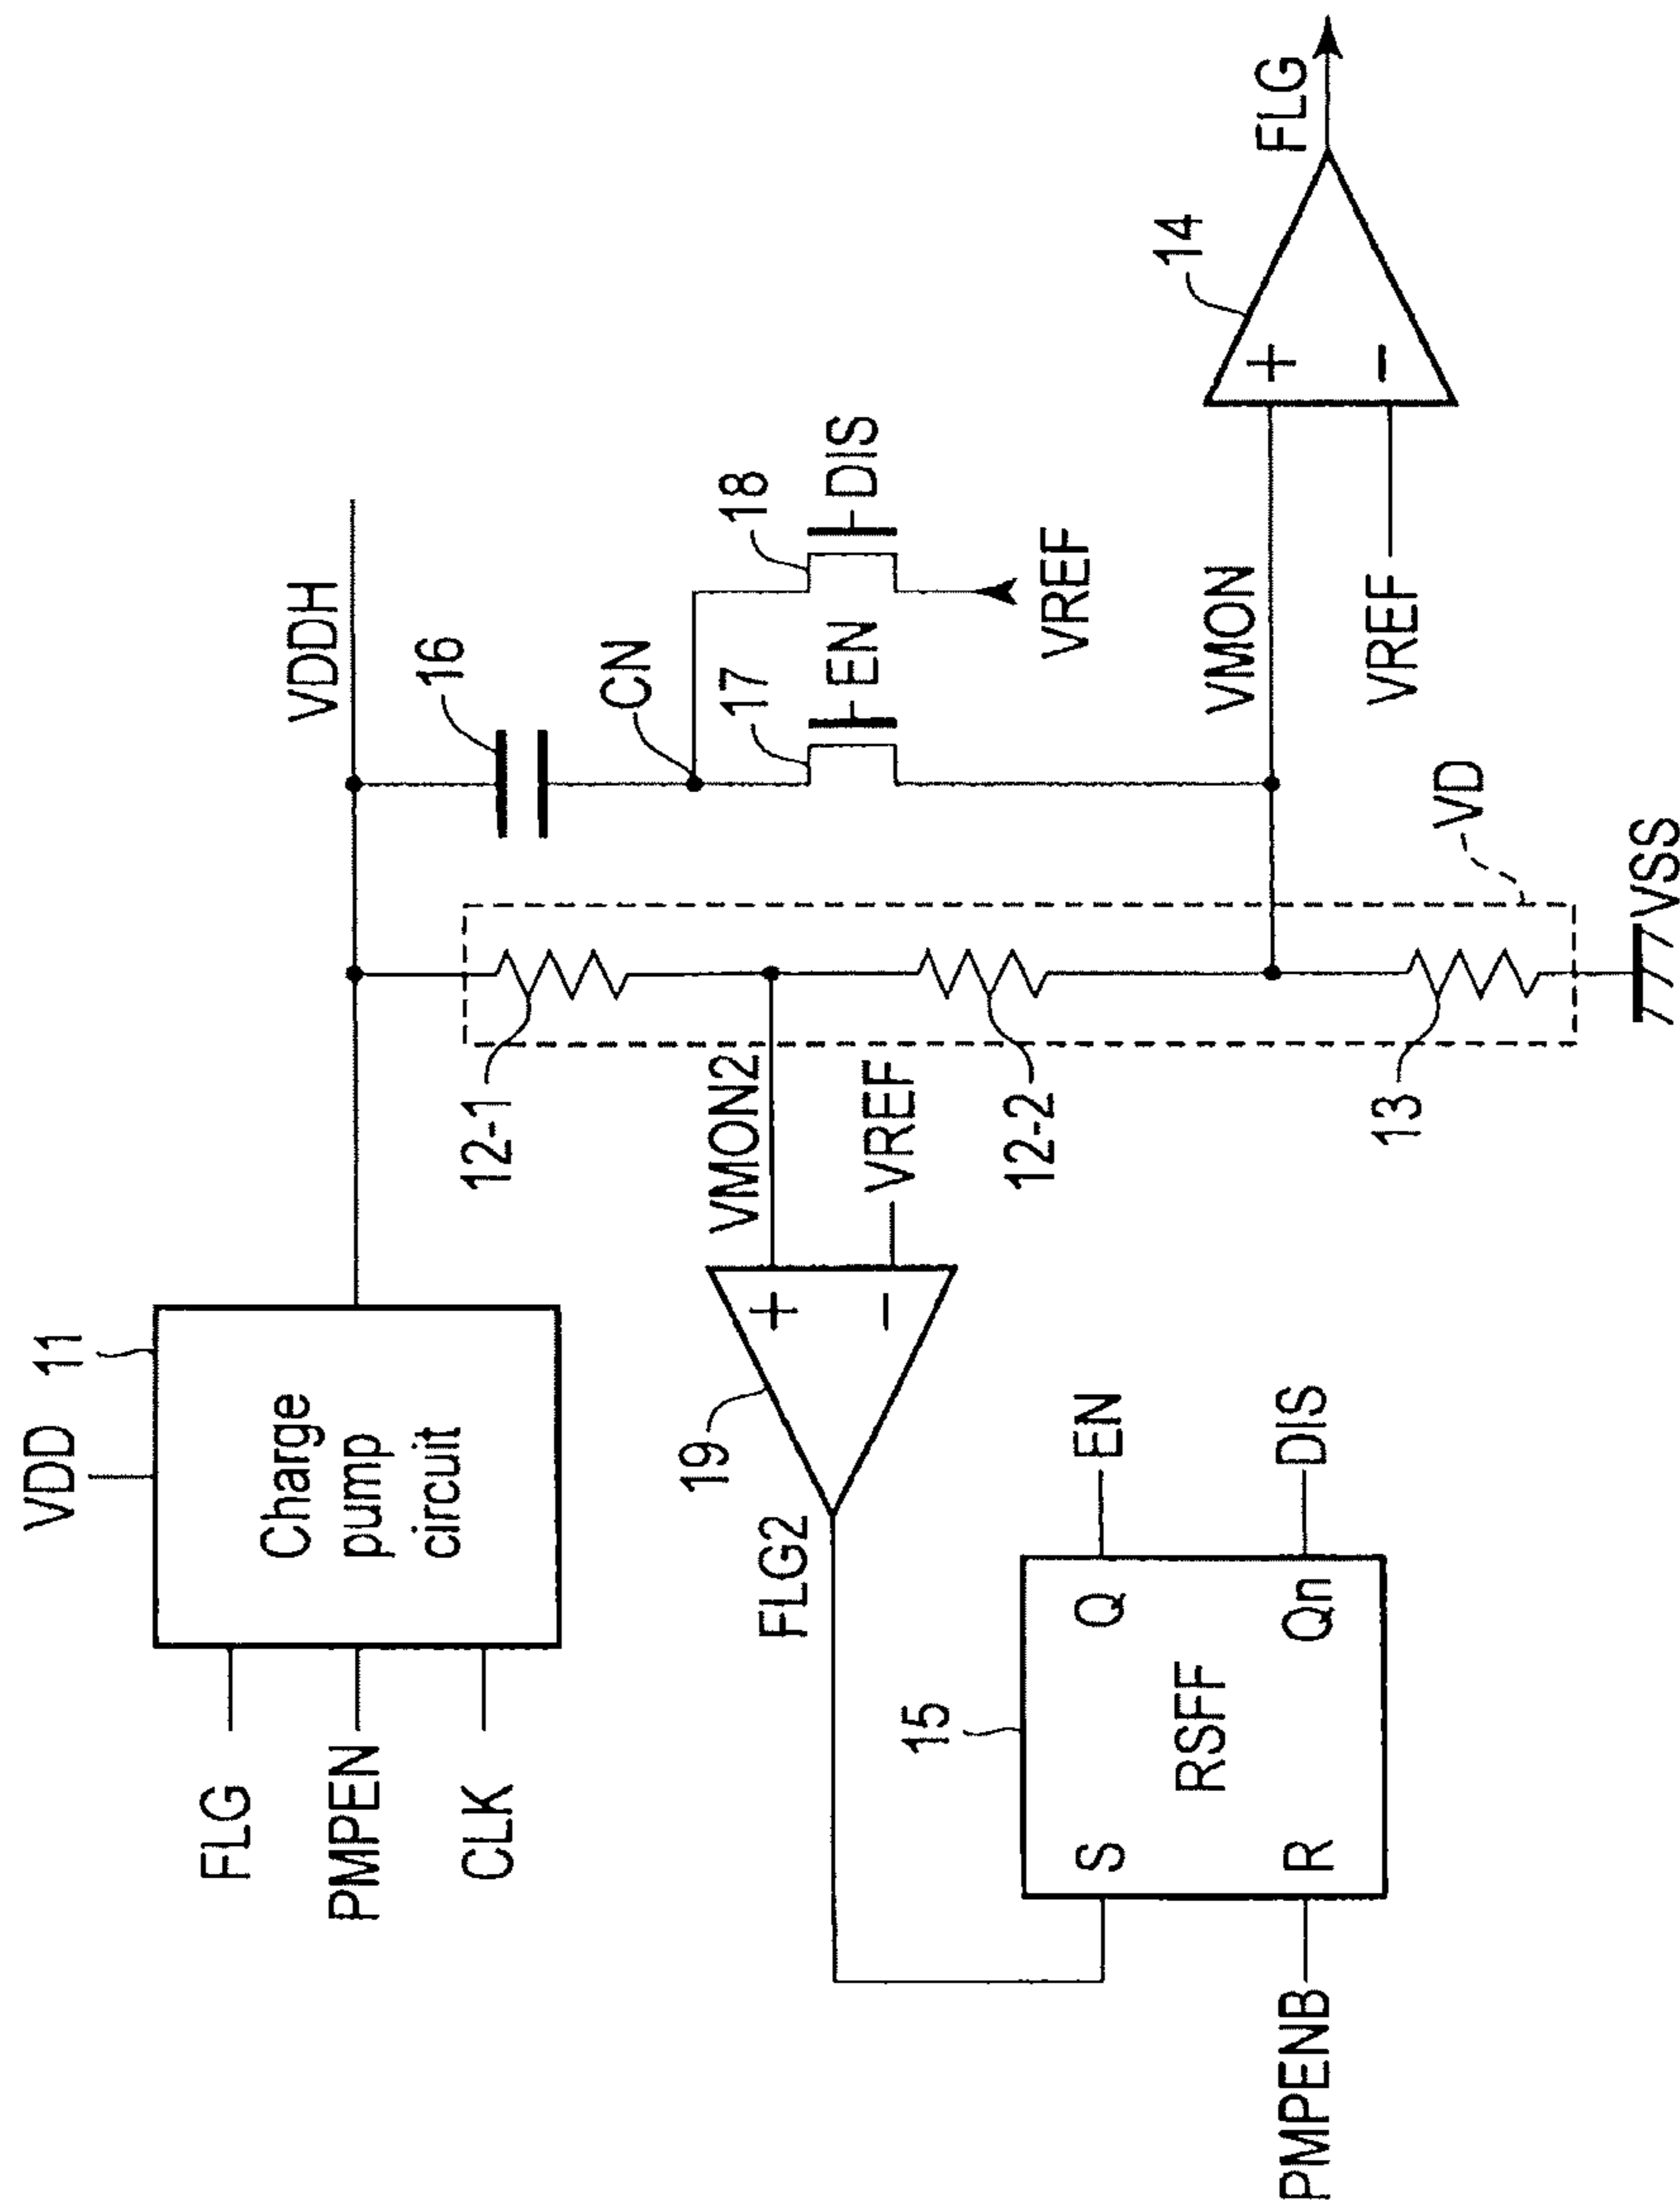 VDD
11
FLG
PMPEN
CLK
Charge
pump
circuit
VDDH
16
CN
17
EN
18
DIS
VREF
12-1
VMON2
VREF
19
FLG2
12-2
13
VD
VSS
VMON
VREF
+
-
14
FLG
+
-
15
S
Q
RSFF
R
Qn
EN
DIS
PMPENB